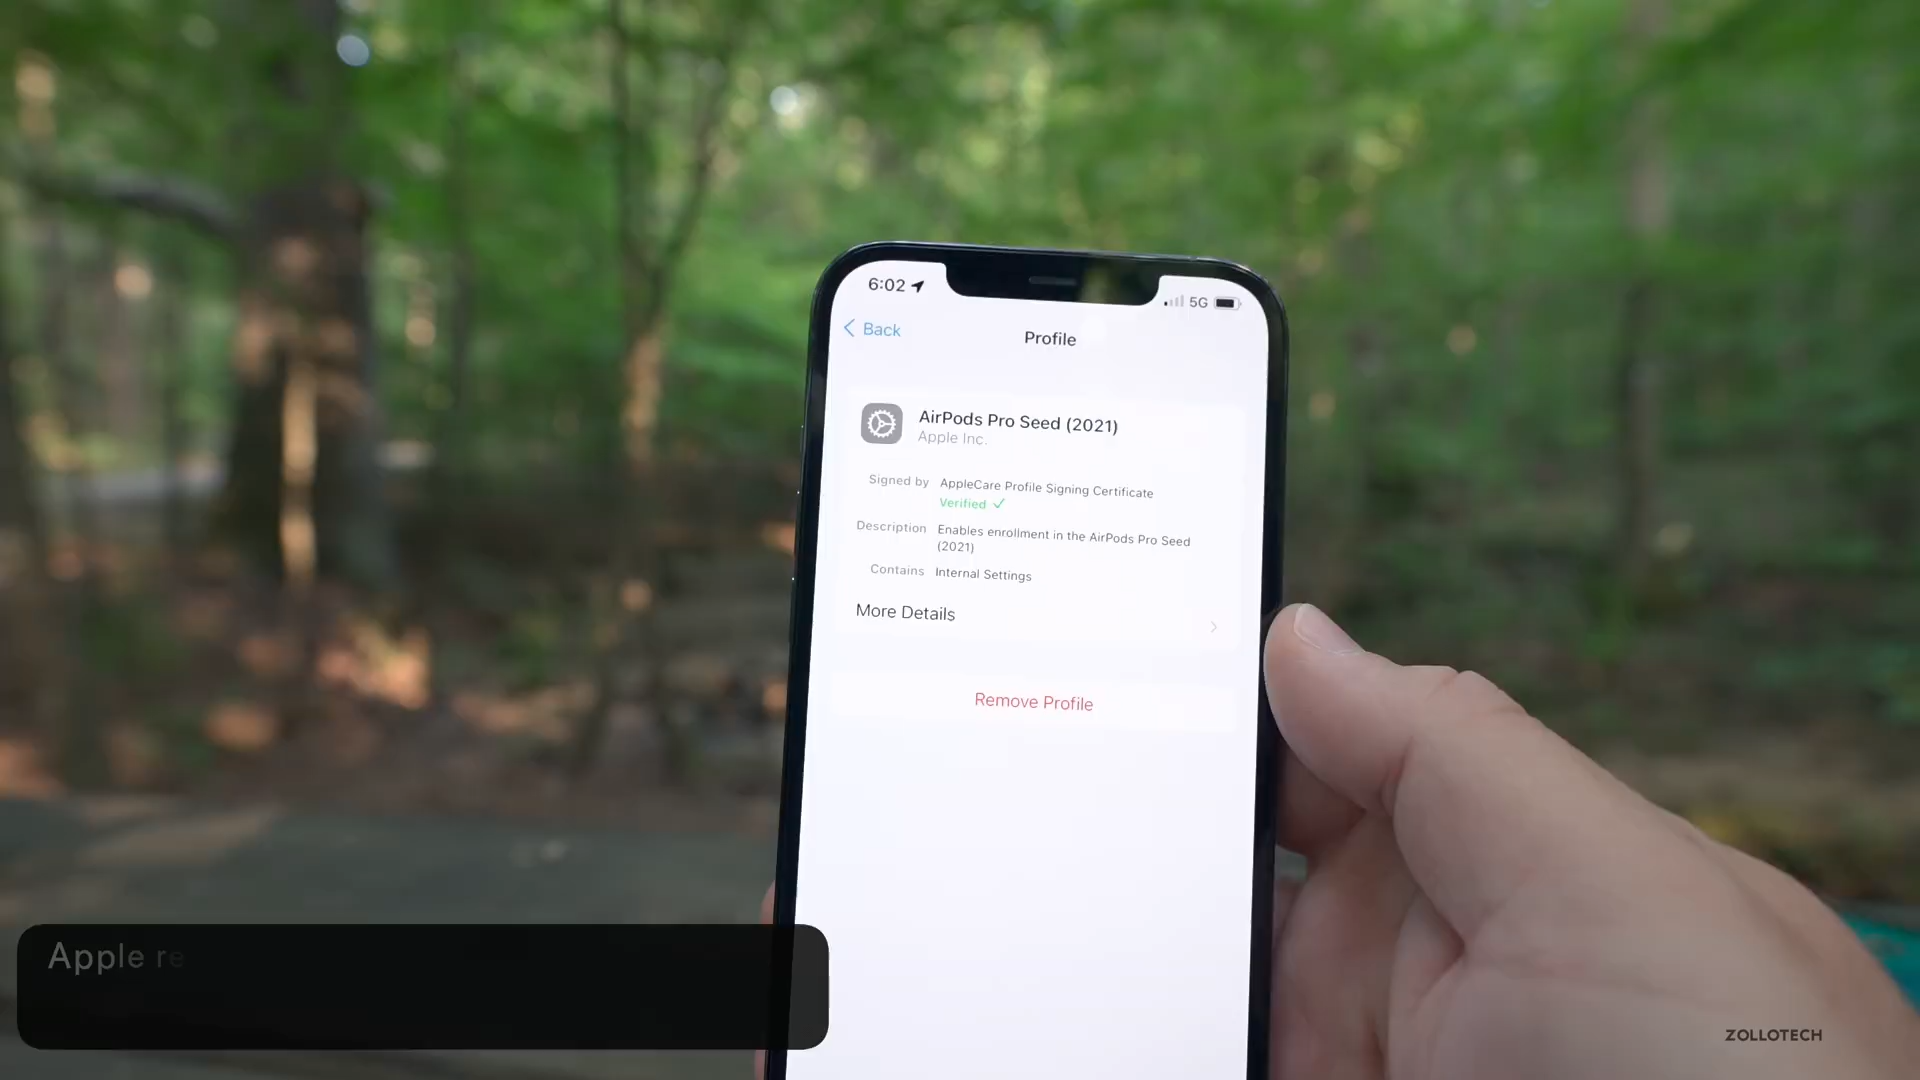 6:02
5G
Back
Profile
AirPods Pro Seed (2021)
Apple Inc.
Signed by AppleCare Profile Signing Certificate
Verified
Description Enables enrollment in the AirPods Pro Seed
(2021)
Contains Internal Settings
More Details
Remove Profile
Apple re
ZOLLOTECH